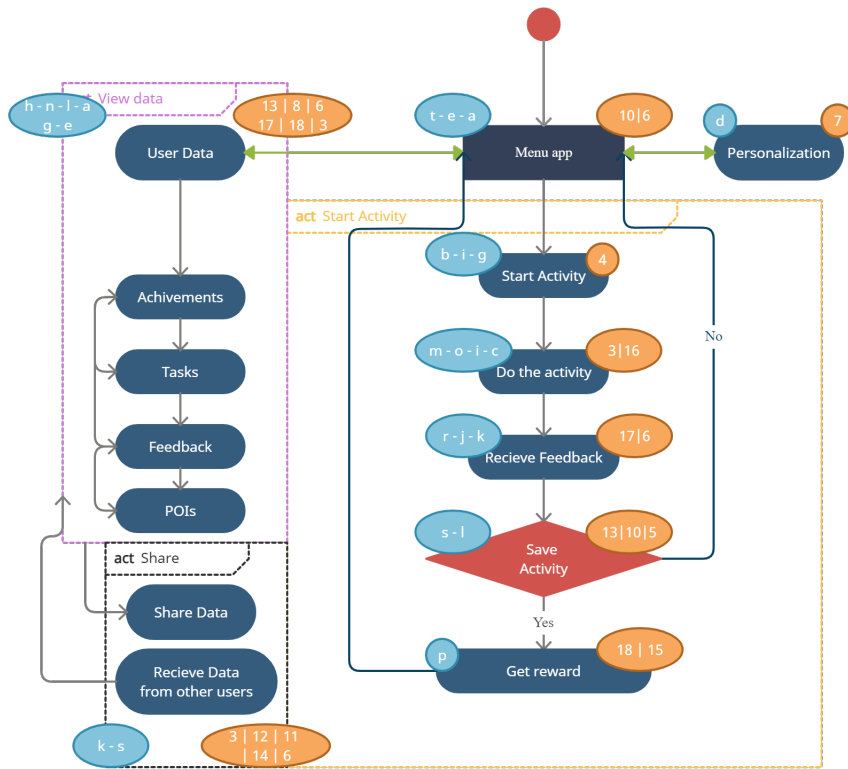 h - n - l - a
g - e
t View data
13 | 8 | 6
17 | 18 | 3
t - e - a
10|6
d
7
User Data
Menu app
Personalization
act Start Activity
b - i - g
4
Start Activity
Achivements
No
m - o - i - c
3|16
Do the activity
Tasks
r - j - k
17|6
Recieve Feedback
Feedback
POIs
s - l
13|10|5
Save
Activity
act Share
Share Data
Yes
p
18 | 15
Get reward
Recieve Data
from other users
k - s
3 | 12 | 11
| 14 | 6